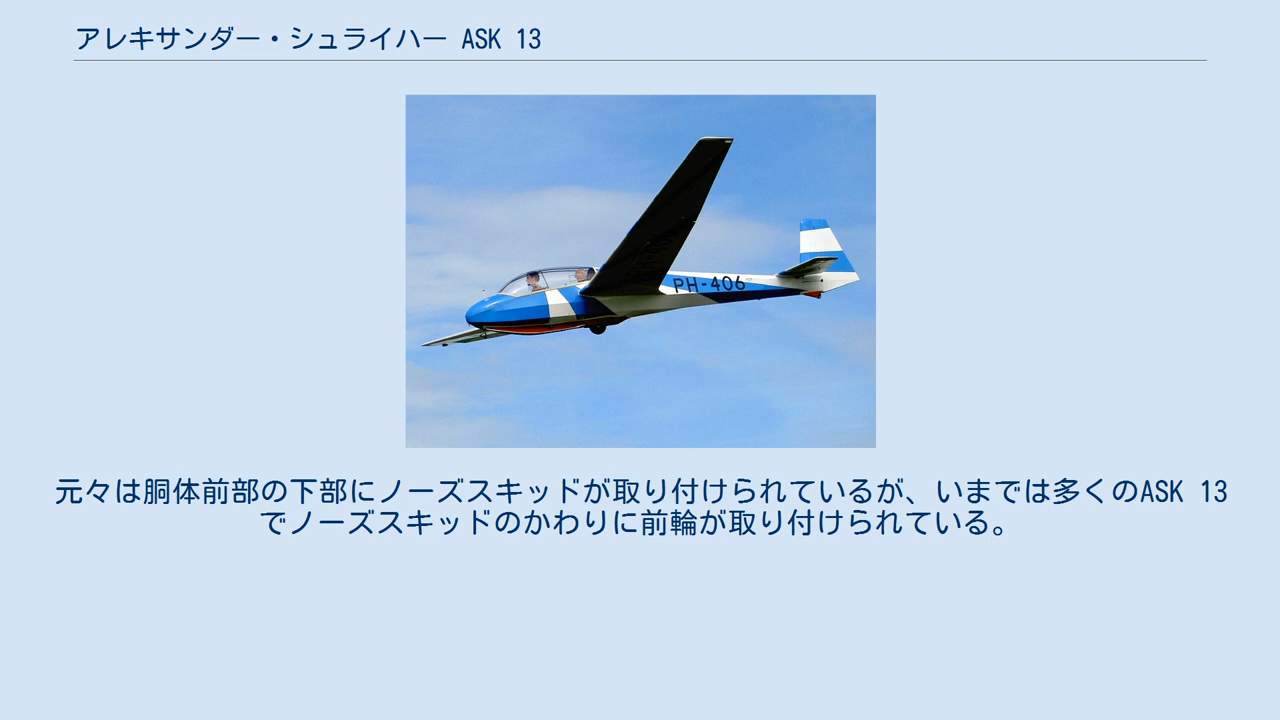 アレキサンダー・シュライハー ASK 13
PH-406
元々は胴体前部の下部にノーズスキッドが取り付けられているが、いまでは多くのASK 13
でノーズスキッドのかわりに前輪が取り付けられている。